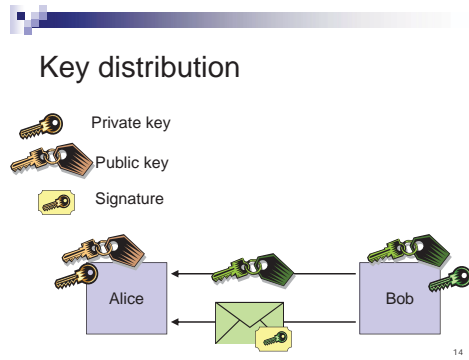 Key distribution
Private key
Public key
Signature
Alice
Bob
14